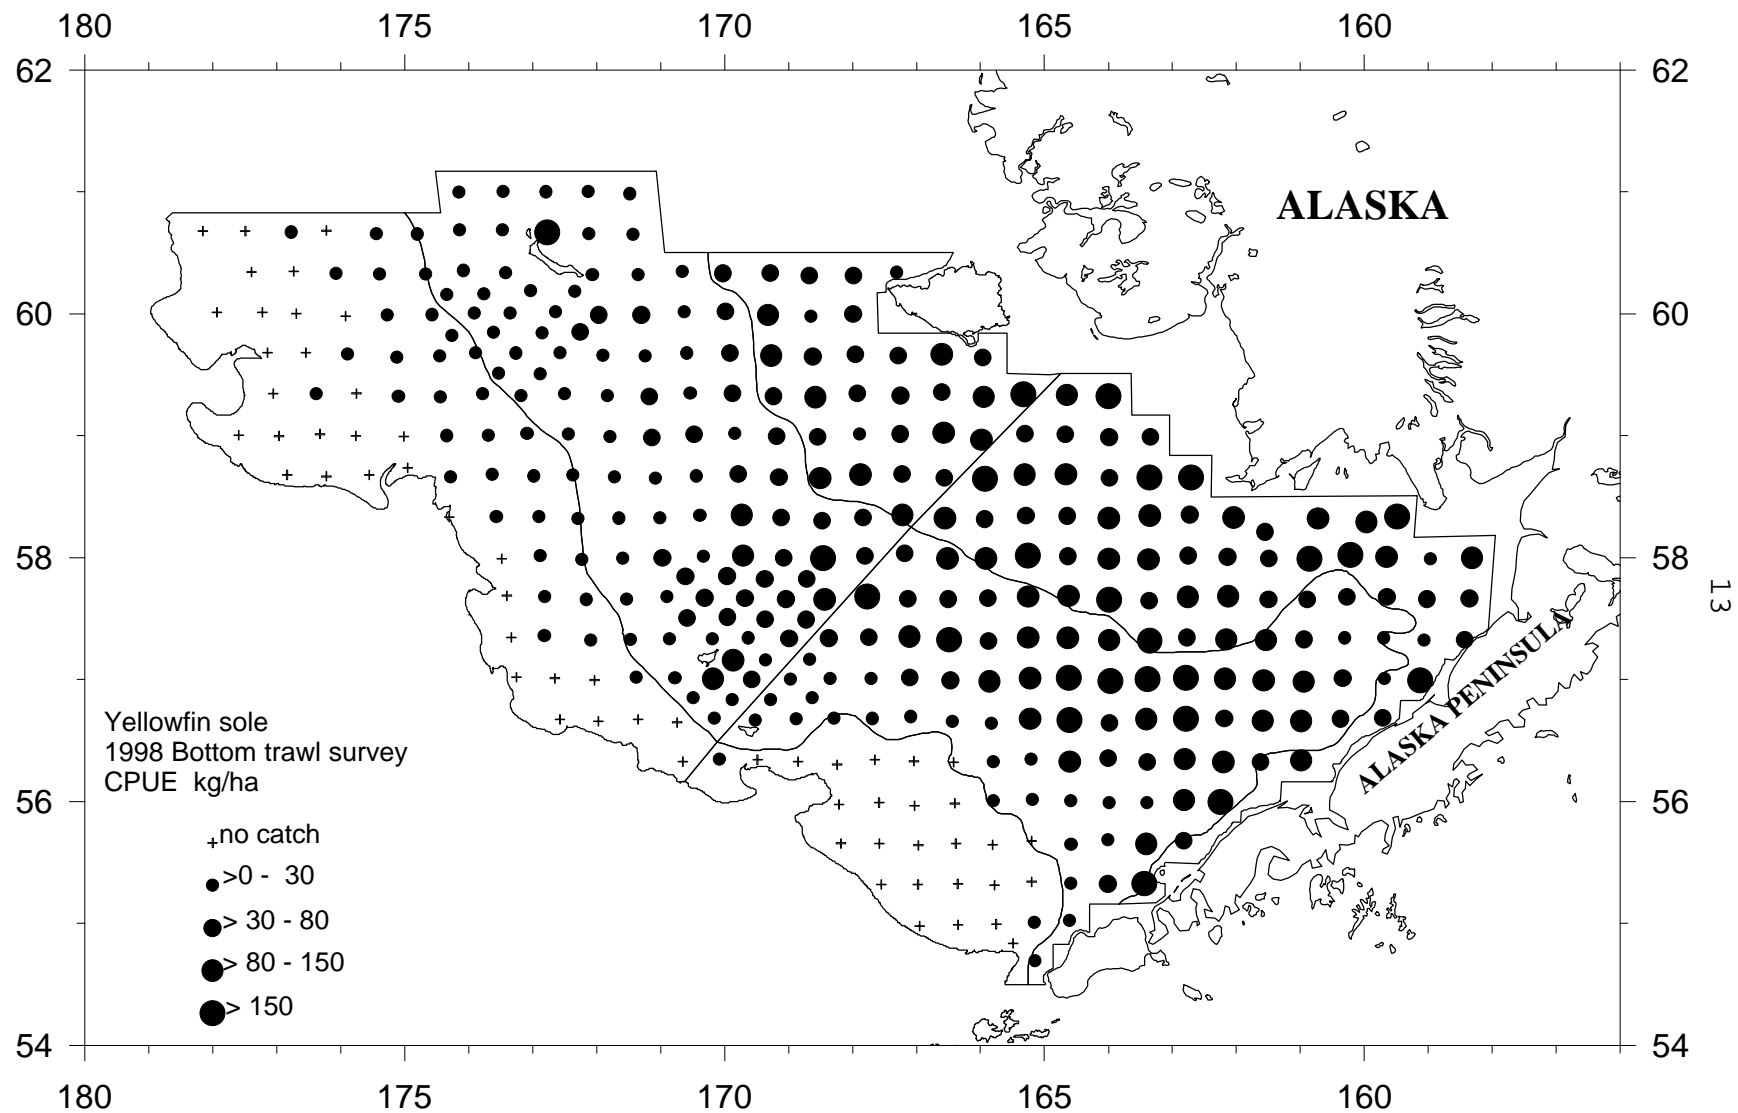 180 175 170 165 160
62 62
ALASKA
60 60
58 58
13
ALASKA PENINSULA
Yellowfin sole
1998 Bottom trawl survey
CPUE kg/ha
56 56
+no catch
>0 - 30
> 30 - 80
> 80 - 150
> 150
54 54
180 175 170 165 160